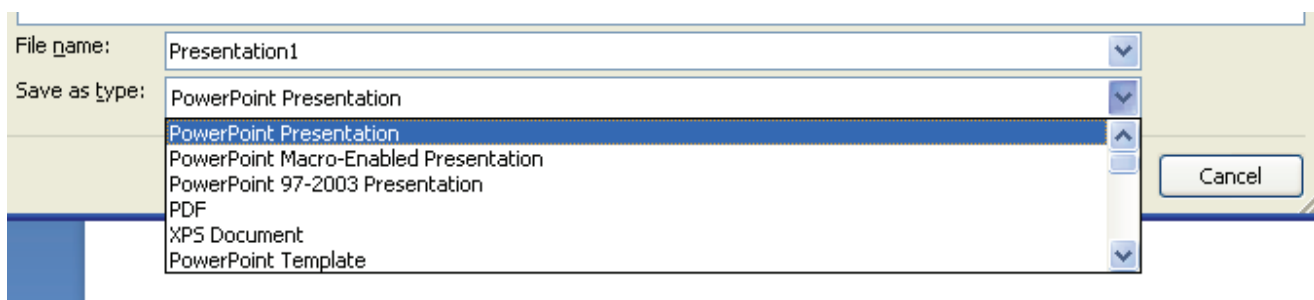 File name: Presentation1
Save as type: PowerPoint Presentation
PowerPoint Presentation
PowerPoint Macro-Enabled Presentation
PowerPoint 97-2003 Presentation
PDF
XPS Document
PowerPoint Template
Cancel